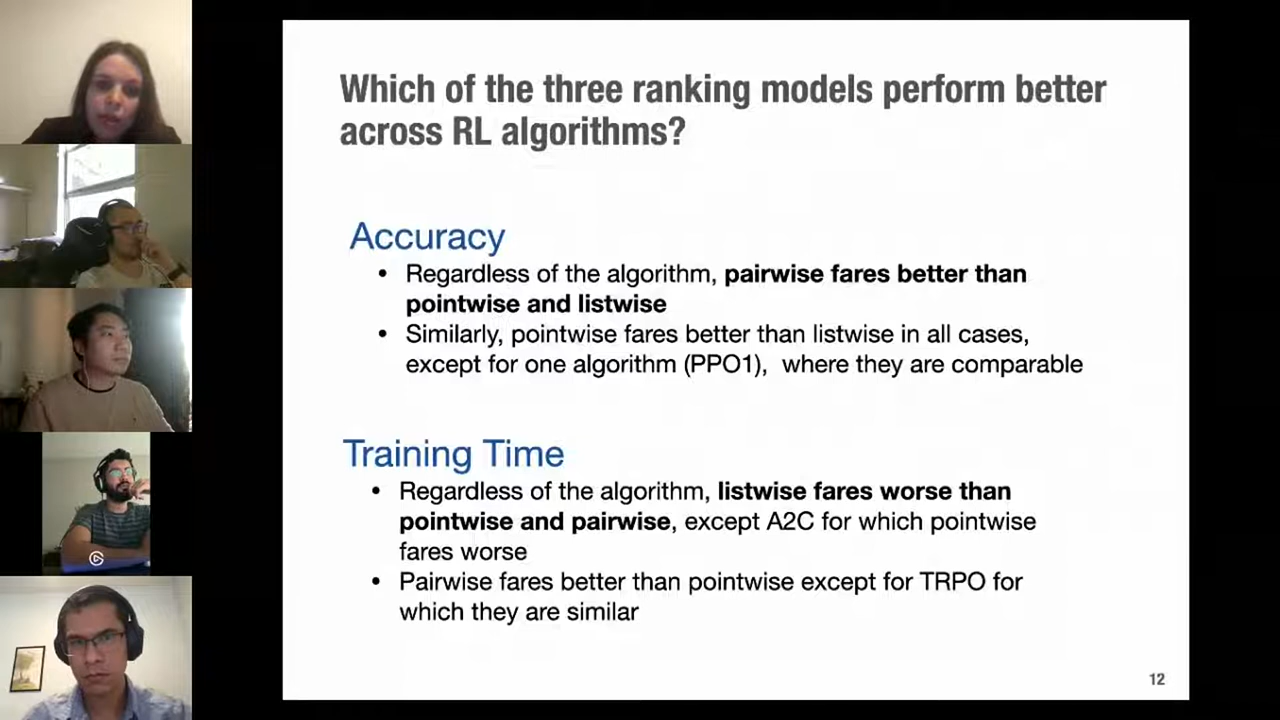 Which of the three ranking models perform better
across RL algorithms?
Accuracy
• Regardless of the algorithm, pairwise fares better than
pointwise and listwise
• Similarly, pointwise fares better than listwise in all cases,
except for one algorithm (PPO1), where they are comparable
Training Time
• Regardless of the algorithm, listwise fares worse than
pointwise and pairwise, except A2C for which pointwise
fares worse
• Pairwise fares better than pointwise except for TRPO for
which they are similar
12